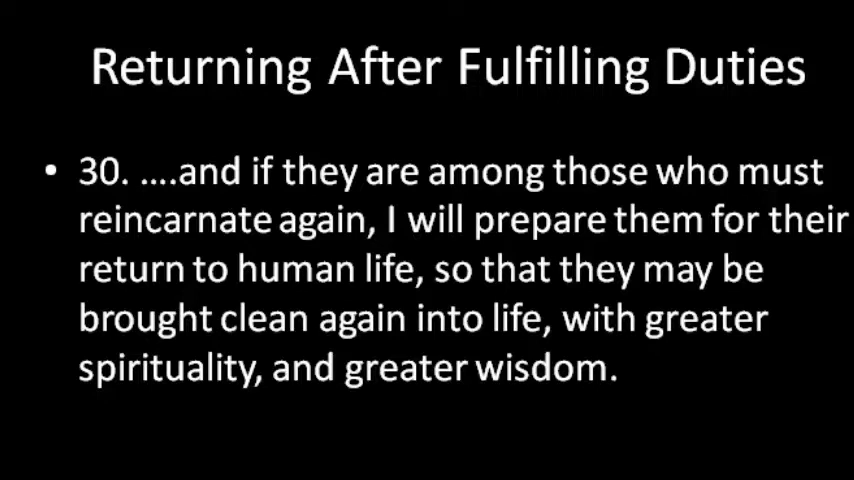 Returning After Fulfilling Duties
• 30. ….and if they are among those who must
reincarnate again, I will prepare them for their
return to human life, so that they may be
brought clean again into life, with greater
spirituality, and greater wisdom.